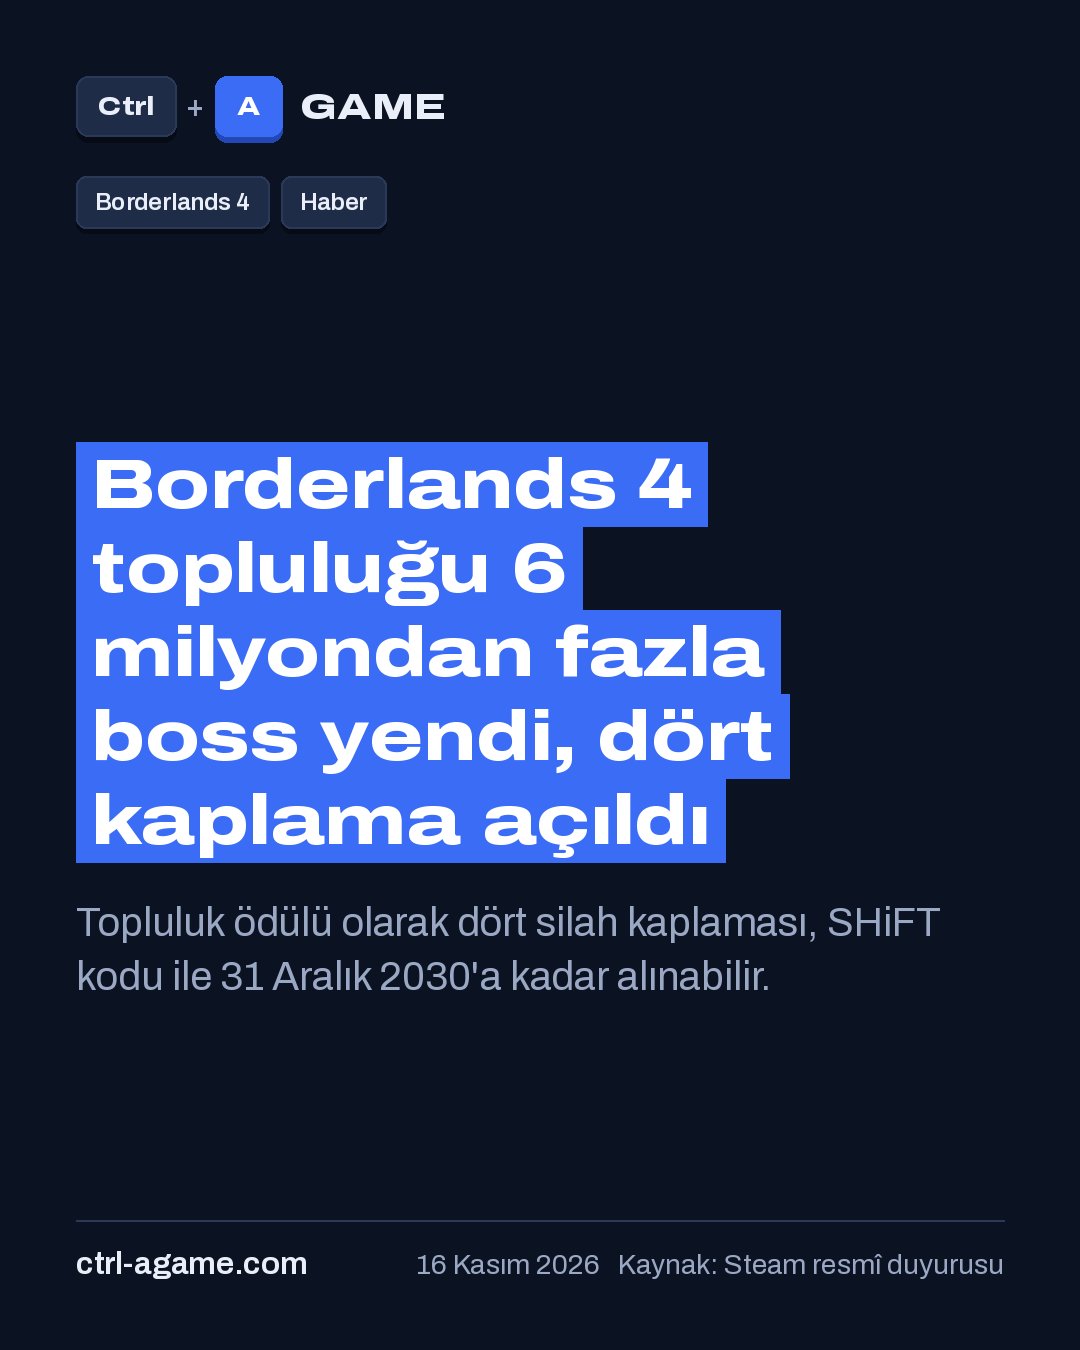 Ctrl + A GAME
Borderlands 4 Haber
Borderlands 4
topluluğu 6
milyondan fazla
boss yendi, dört
kaplama açıldı
Topluluk ödülü olarak dört silah kaplaması, SHiFT
kodu ile 31 Aralık 2030'a kadar alınabilir.
ctrl-agame.com 16 Kasım 2026 Kaynak: Steam resmî duyurusu